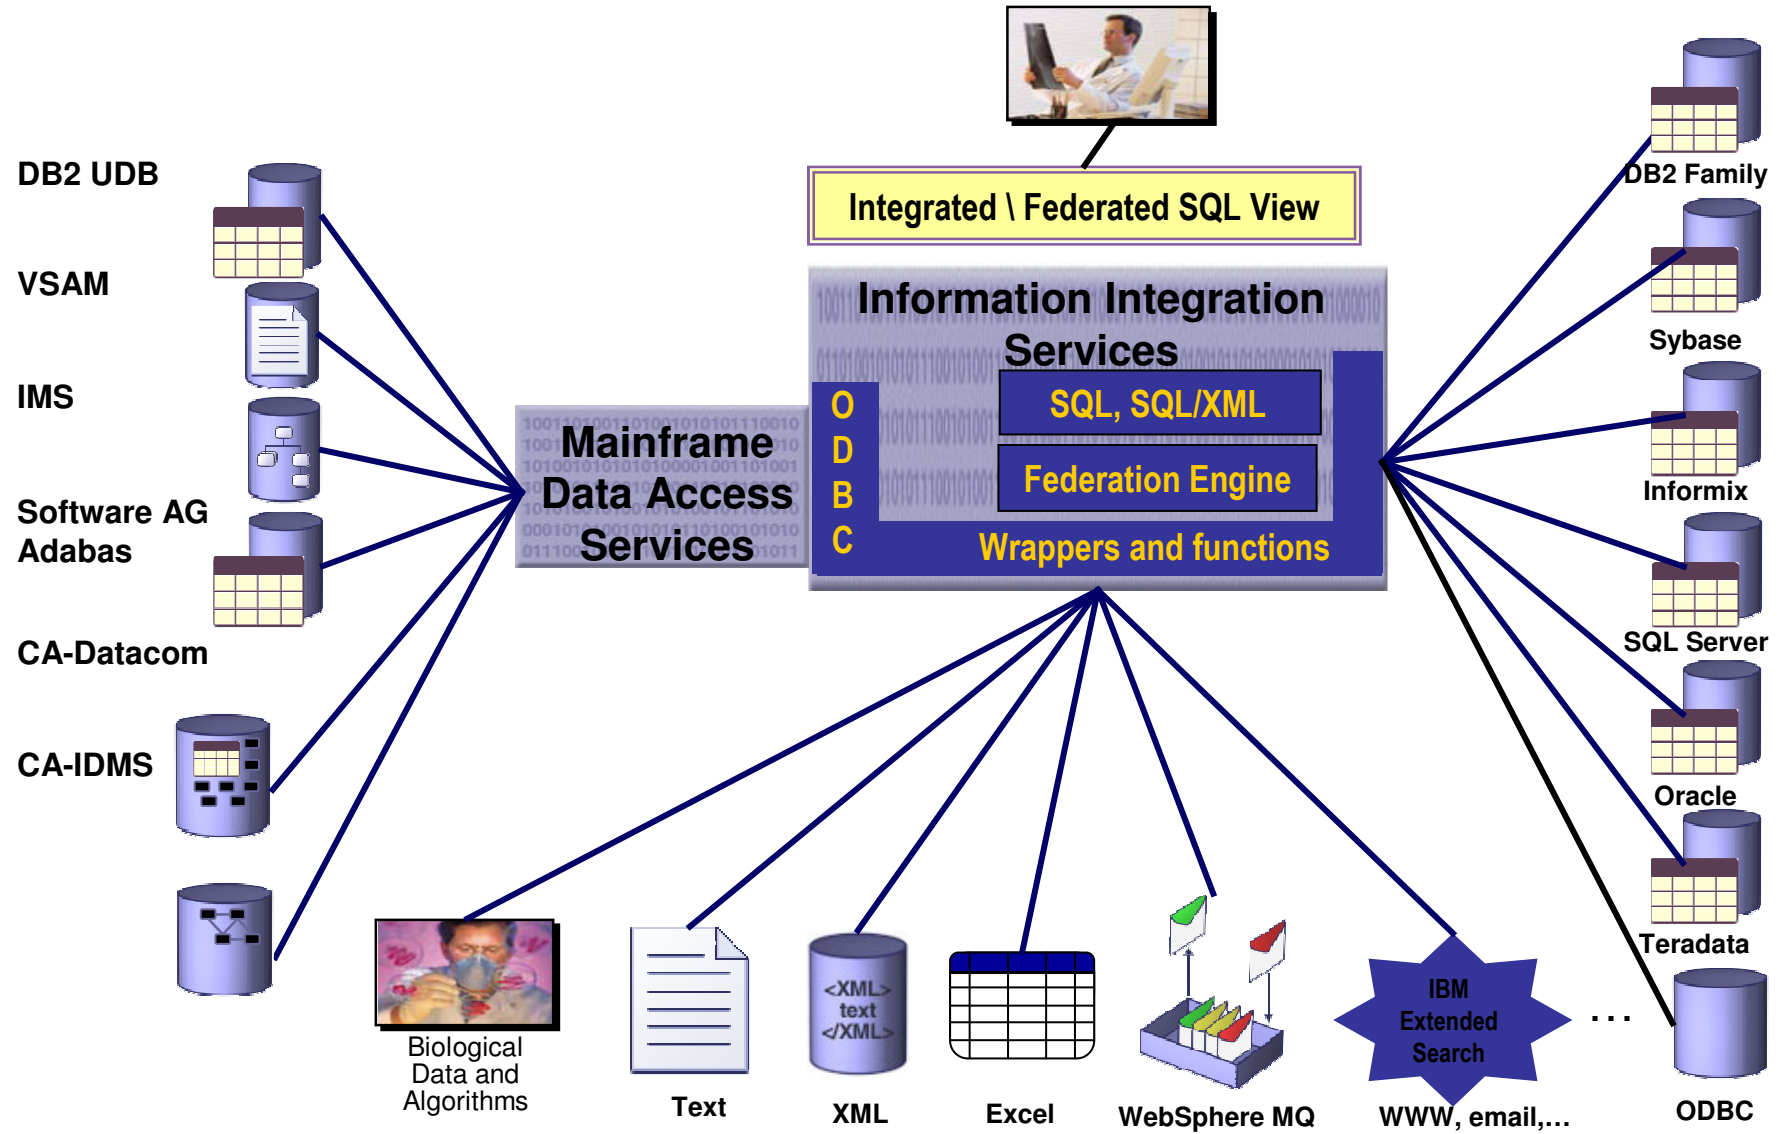 Integrated \ Federated SQL View
Information Integration
Services
SQL, SQL/XML
Federation Engine
Wrappers and functions
O
D
B
C
Mainframe
Data Access
Services
DB2 UDB
VSAM
IMS
Software AG
Adabas
CA-Datacom
CA-IDMS
DB2 Family
Sybase
Informix
SQL Server
Oracle
Teradata
ODBC
Biological
Data and
Algorithms
Text
<XML>
text
</XML>
XML
Excel
WebSphere MQ
IBM
Extended
Search
WWW, email,...
...